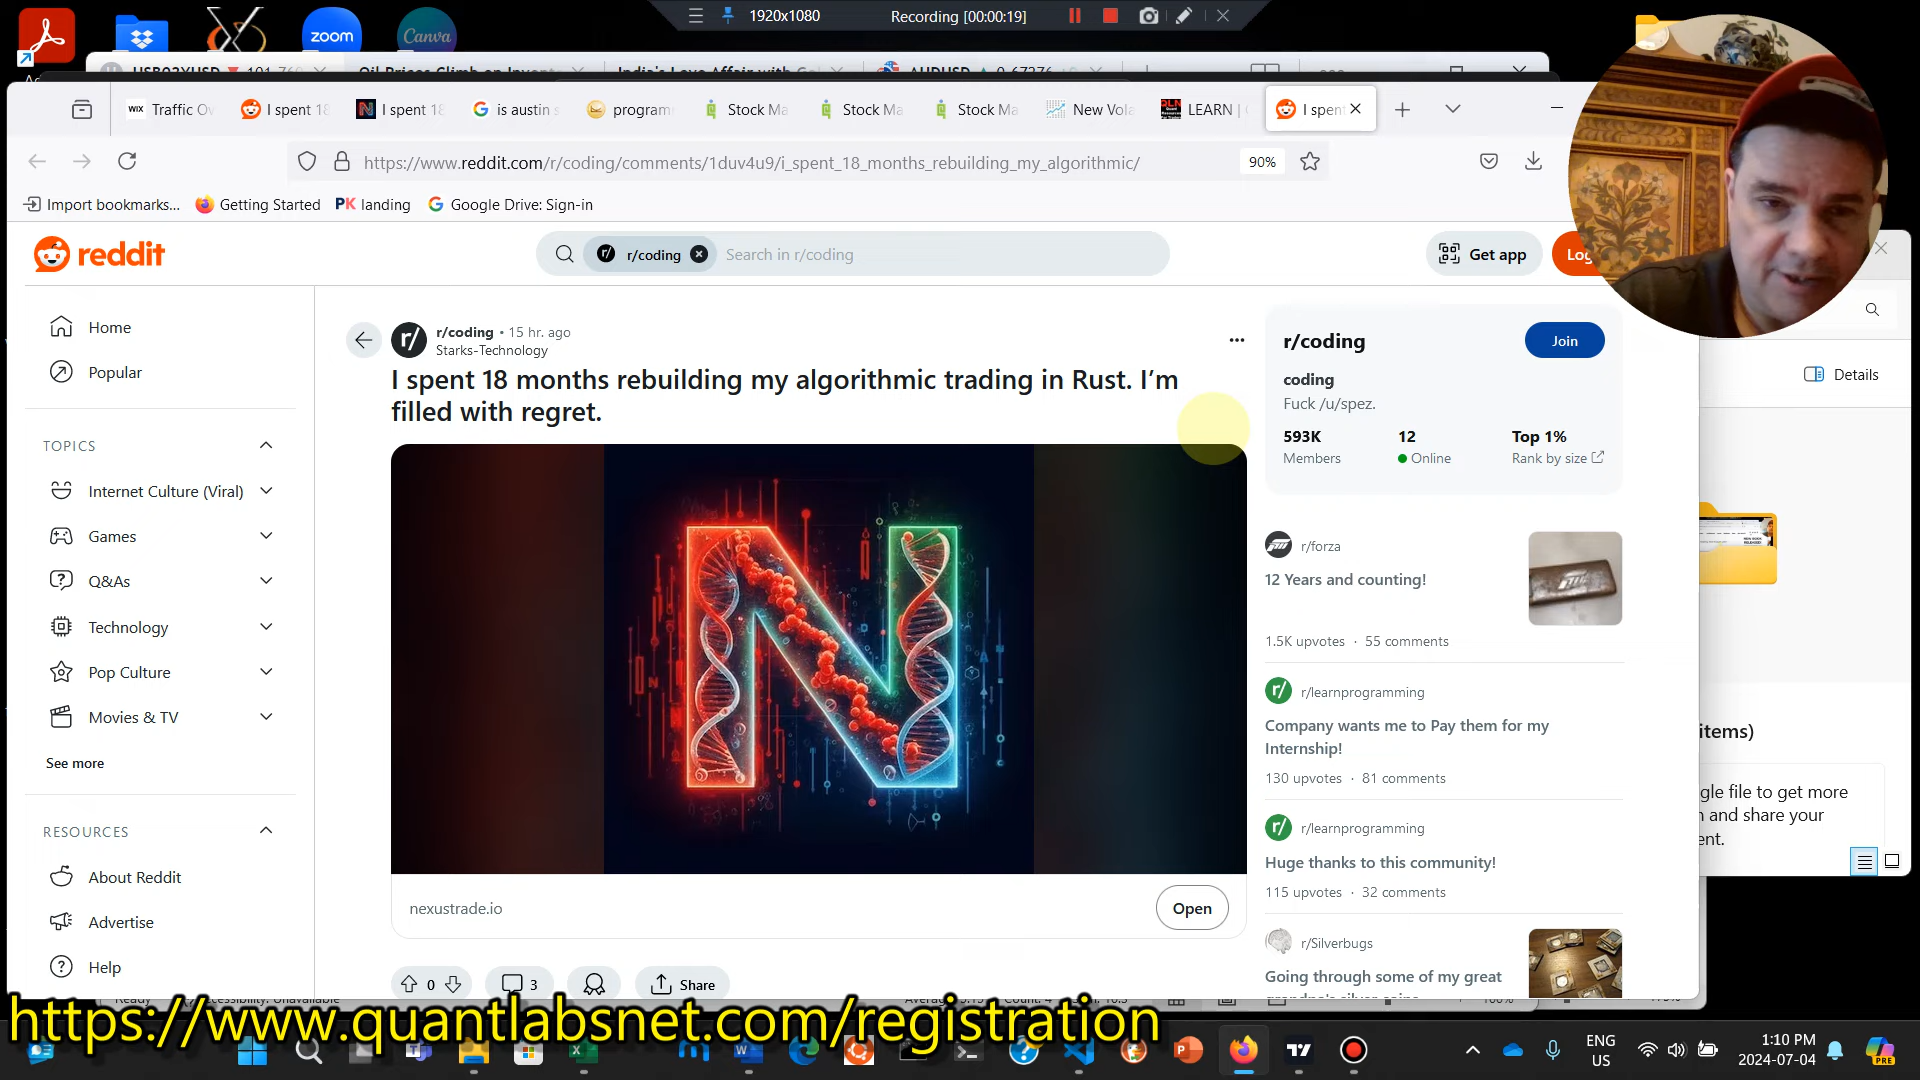 1920x1080
Recording [00:00:19]
zoom
Canva
WIX Traffic Ov
I spent 18
I spent 18
is austin s
program
Stock Ma
Stock Ma
Stock Ma
New Vola
LEARN |
I spent
https://www.reddit.com/r/coding/comments/1duv4u9/i_spent_18_months_rebuilding_my_algorithmic/
90%
Import bookmarks...
Getting Started
PK landing
Google Drive: Sign-in
reddit
r/coding
Search in r/coding
Get app
Home
Popular
TOPICS
Internet Culture (Viral)
Games
Q&As
Technology
Pop Culture
Movies & TV
See more
RESOURCES
About Reddit
Advertise
Help
r/coding • 15 hr. ago
Starks-Technology
I spent 18 months rebuilding my algorithmic trading in Rust. I'm
filled with regret.
nexustrade.io
Open
0
3
Share
r/coding
Join
coding
Fuck /u/spez.
593K
Members
12
Online
Top 1%
Rank by size
r/forza
12 Years and counting!
1.5K upvotes · 55 comments
r/learnprogramming
Company wants me to Pay them for my
Internship!
130 upvotes · 81 comments
r/learnprogramming
Huge thanks to this community!
115 upvotes · 32 comments
r/Silverbugs
Going through some of my great
Details
items)
gle file to get more
and share your
ent.
https://www.quantlabsnet.com/registration
ENG
US
1:10 PM
2024-07-04